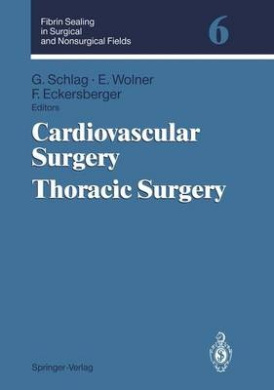 Fibrin Sealing
in Surgical
and Nonsurgical Fields
6
G. Schlag · E. Wolner
F. Eckersberger
Editors
Cardiovascular
Surgery
Thoracic Surgery
Springer-Verlag